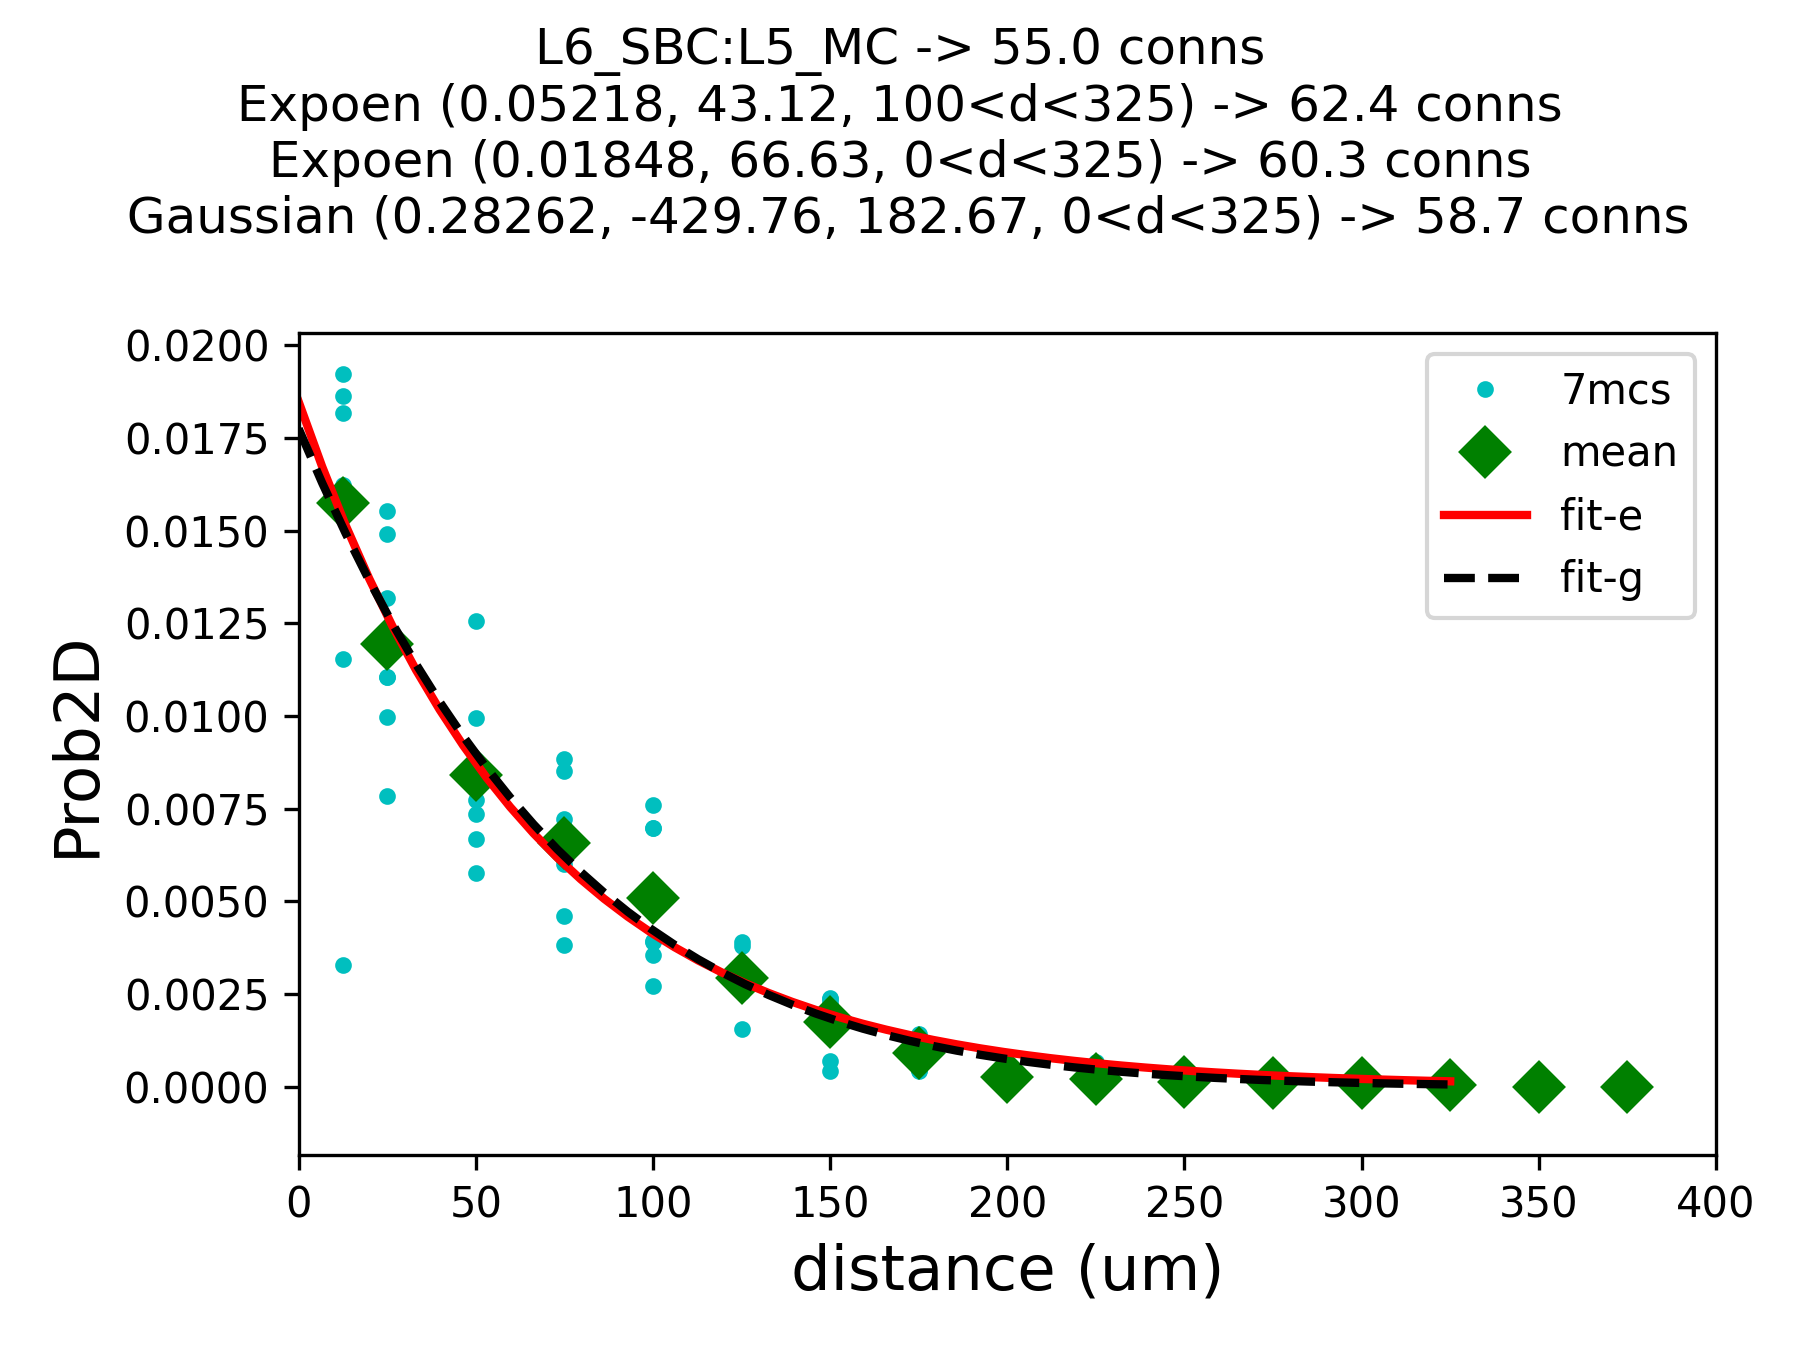 L6_SBC:L5_MC -> 55.0 conns
Expoen (0.05218, 43.12, 100<d<325) -> 62.4 conns
Expoen (0.01848, 66.63, 0<d<325) -> 60.3 conns
Gaussian (0.28262, -429.76, 182.67, 0<d<325) -> 58.7 conns
0.0200
0.0175
0.0150
0.0125
0.0100
0.0075
0.0050
0.0025
0.0000
Prob2D
7mcs
mean
fit-e
fit-g
0 50 100 150 200 250 300 350 400
distance (um)